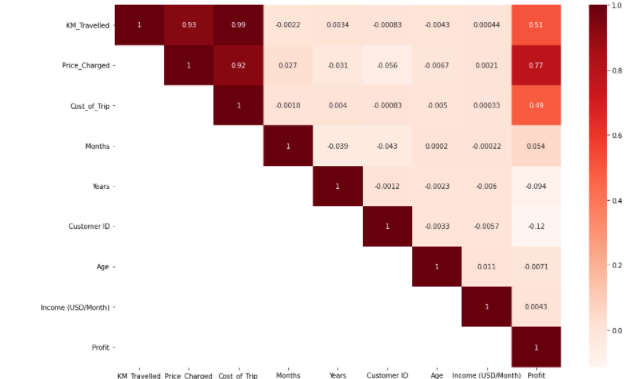 KM_Travelled - 1 0.93 0.99 -0.0022 0.0034 -0.00083 -0.0043 0.00044 0.51
Price_Charged - 1 0.92 0.027 -0.031 -0.056 -0.0067 0.0021 0.77
Cost_of_Trip - 1 -0.0018 0.004 -0.00083 -0.005 0.00033 0.49
Months - 1 -0.039 -0.043 0.0002 -0.00022 0.054
Years - 1 -0.0012 -0.0023 -0.006 -0.094
Customer ID - 1 -0.0033 -0.0057 -0.12
Age - 1 0.011 -0.0071
Income (USD/Month) - 1 0.0043
Profit - 1
KM_Travelled Price_Charged Cost_of_Trip Months Years Customer ID Age Income (USD/Month) Profit
1.0
0.8
0.6
0.4
0.2
0.0